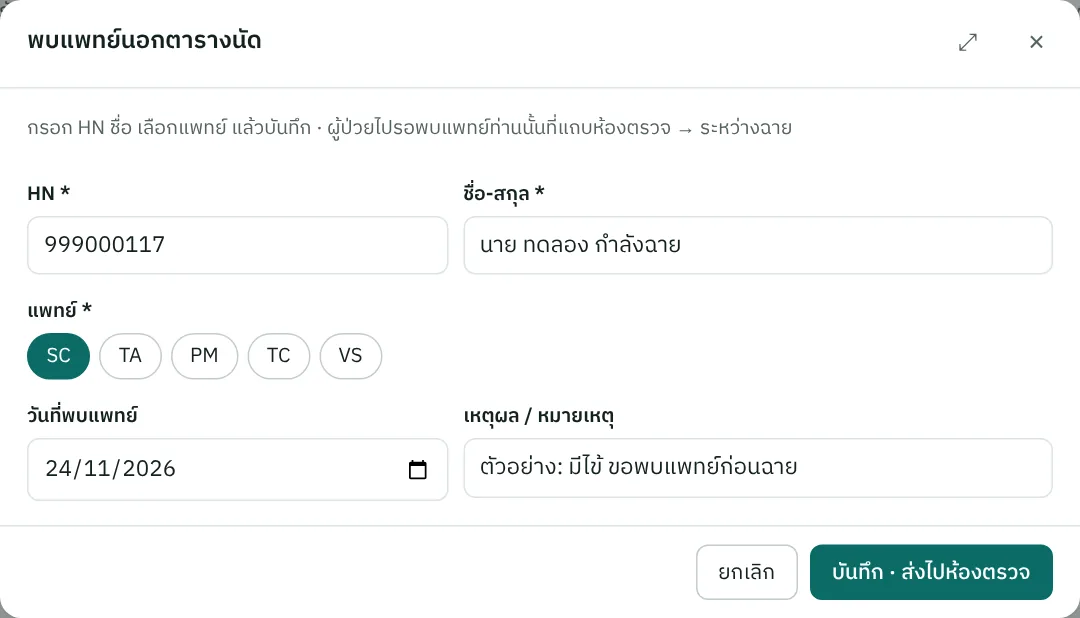 พบแพทย์นอกตารางนัด
กรอก HN ชื่อ เลือกแพทย์ แล้วบันทึก · ผู้ป่วยไปรอพบแพทย์ท่านนั้นที่แถบห้องตรวจ → ระหว่างฉาย
HN * ชื่อ-สกุล *
999000117 นาย ทดลอง กำลังฉาย
แพทย์ *
SC TA PM TC VS
วันที่พบแพทย์ เหตุผล / หมายเหตุ
24/11/2026 ตัวอย่าง: มีไข้ ขอพบแพทย์ก่อนฉาย
ยกเลิก บันทึก · ส่งไปห้องตรวจ